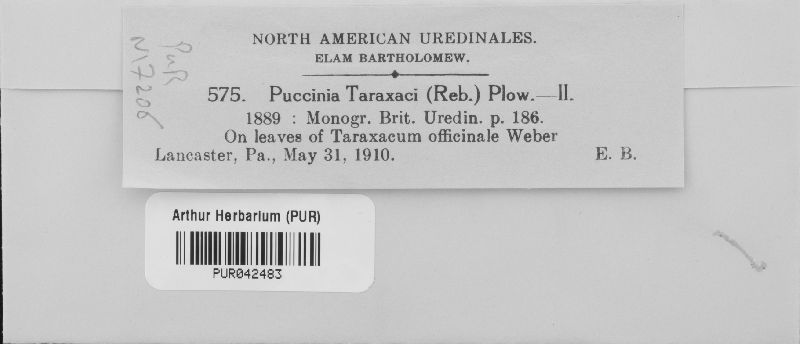 NORTH AMERICAN UREDINALES.
ELAM BARTHOLOMEW.
575. Puccinia Taraxaci (Reb.) Plow.—II.
1889 : Monogr. Brit. Uredin. p. 186.
On leaves of Taraxacum officinale Weber
Lancaster, Pa., May 31, 1910. E. B.
PUR
N17206
Arthur Herbarium (PUR)
PUR042483